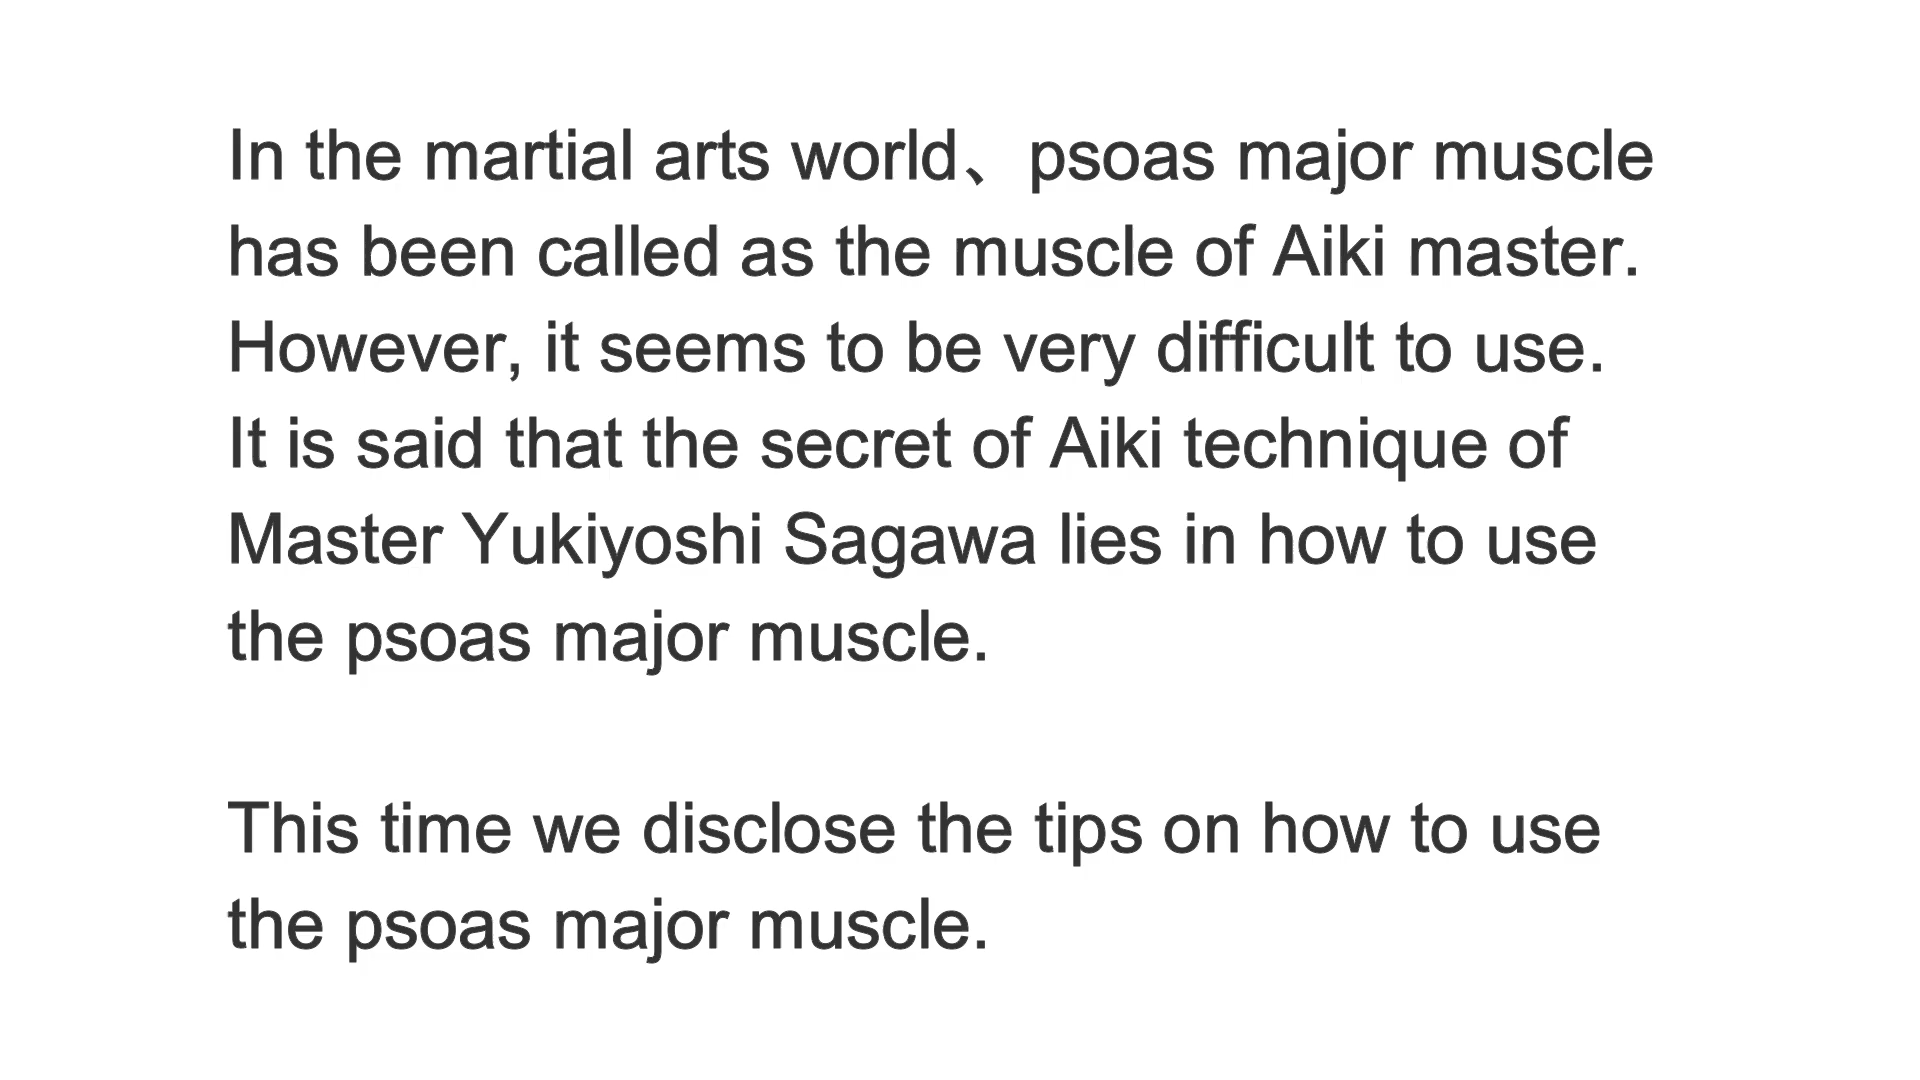 In the martial arts world、psoas major muscle
has been called as the muscle of Aiki master.
However, it seems to be very difficult to use.
It is said that the secret of Aiki technique of
Master Yukiyoshi Sagawa lies in how to use
the psoas major muscle.
This time we disclose the tips on how to use
the psoas major muscle.